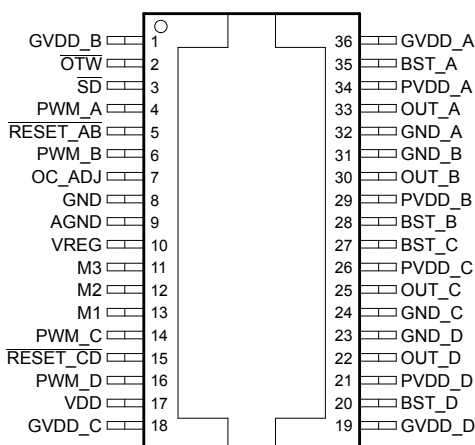 GVDD_B 1 36 GVDD_A
OTW 2 35 BST_A
SD 3 34 PVDD_A
PWM_A 4 33 OUT_A
RESET_AB 5 32 GND_A
PWM_B 6 31 GND_B
OC_ADJ 7 30 OUT_B
GND 8 29 PVDD_B
AGND 9 28 BST_B
VREG 10 27 BST_C
M3 11 26 PVDD_C
M2 12 25 OUT_C
M1 13 24 GND_C
PWM_C 14 23 GND_D
RESET_CD 15 22 OUT_D
PWM_D 16 21 PVDD_D
VDD 17 20 BST_D
GVDD_C 18 19 GVDD_D